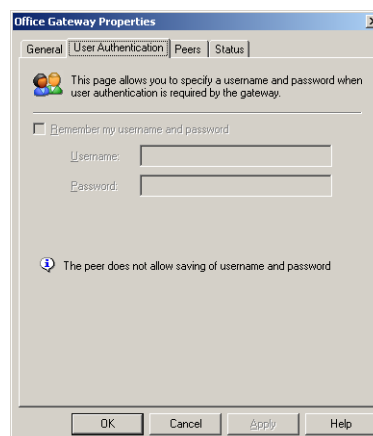 Office Gateway Properties
General User Authentication Peers Status
This page allows you to specify a username and password when
user authentication is required by the gateway.
Remember my username and password
Username:
Password:
The peer does not allow saving of username and password
OK Cancel Apply Help